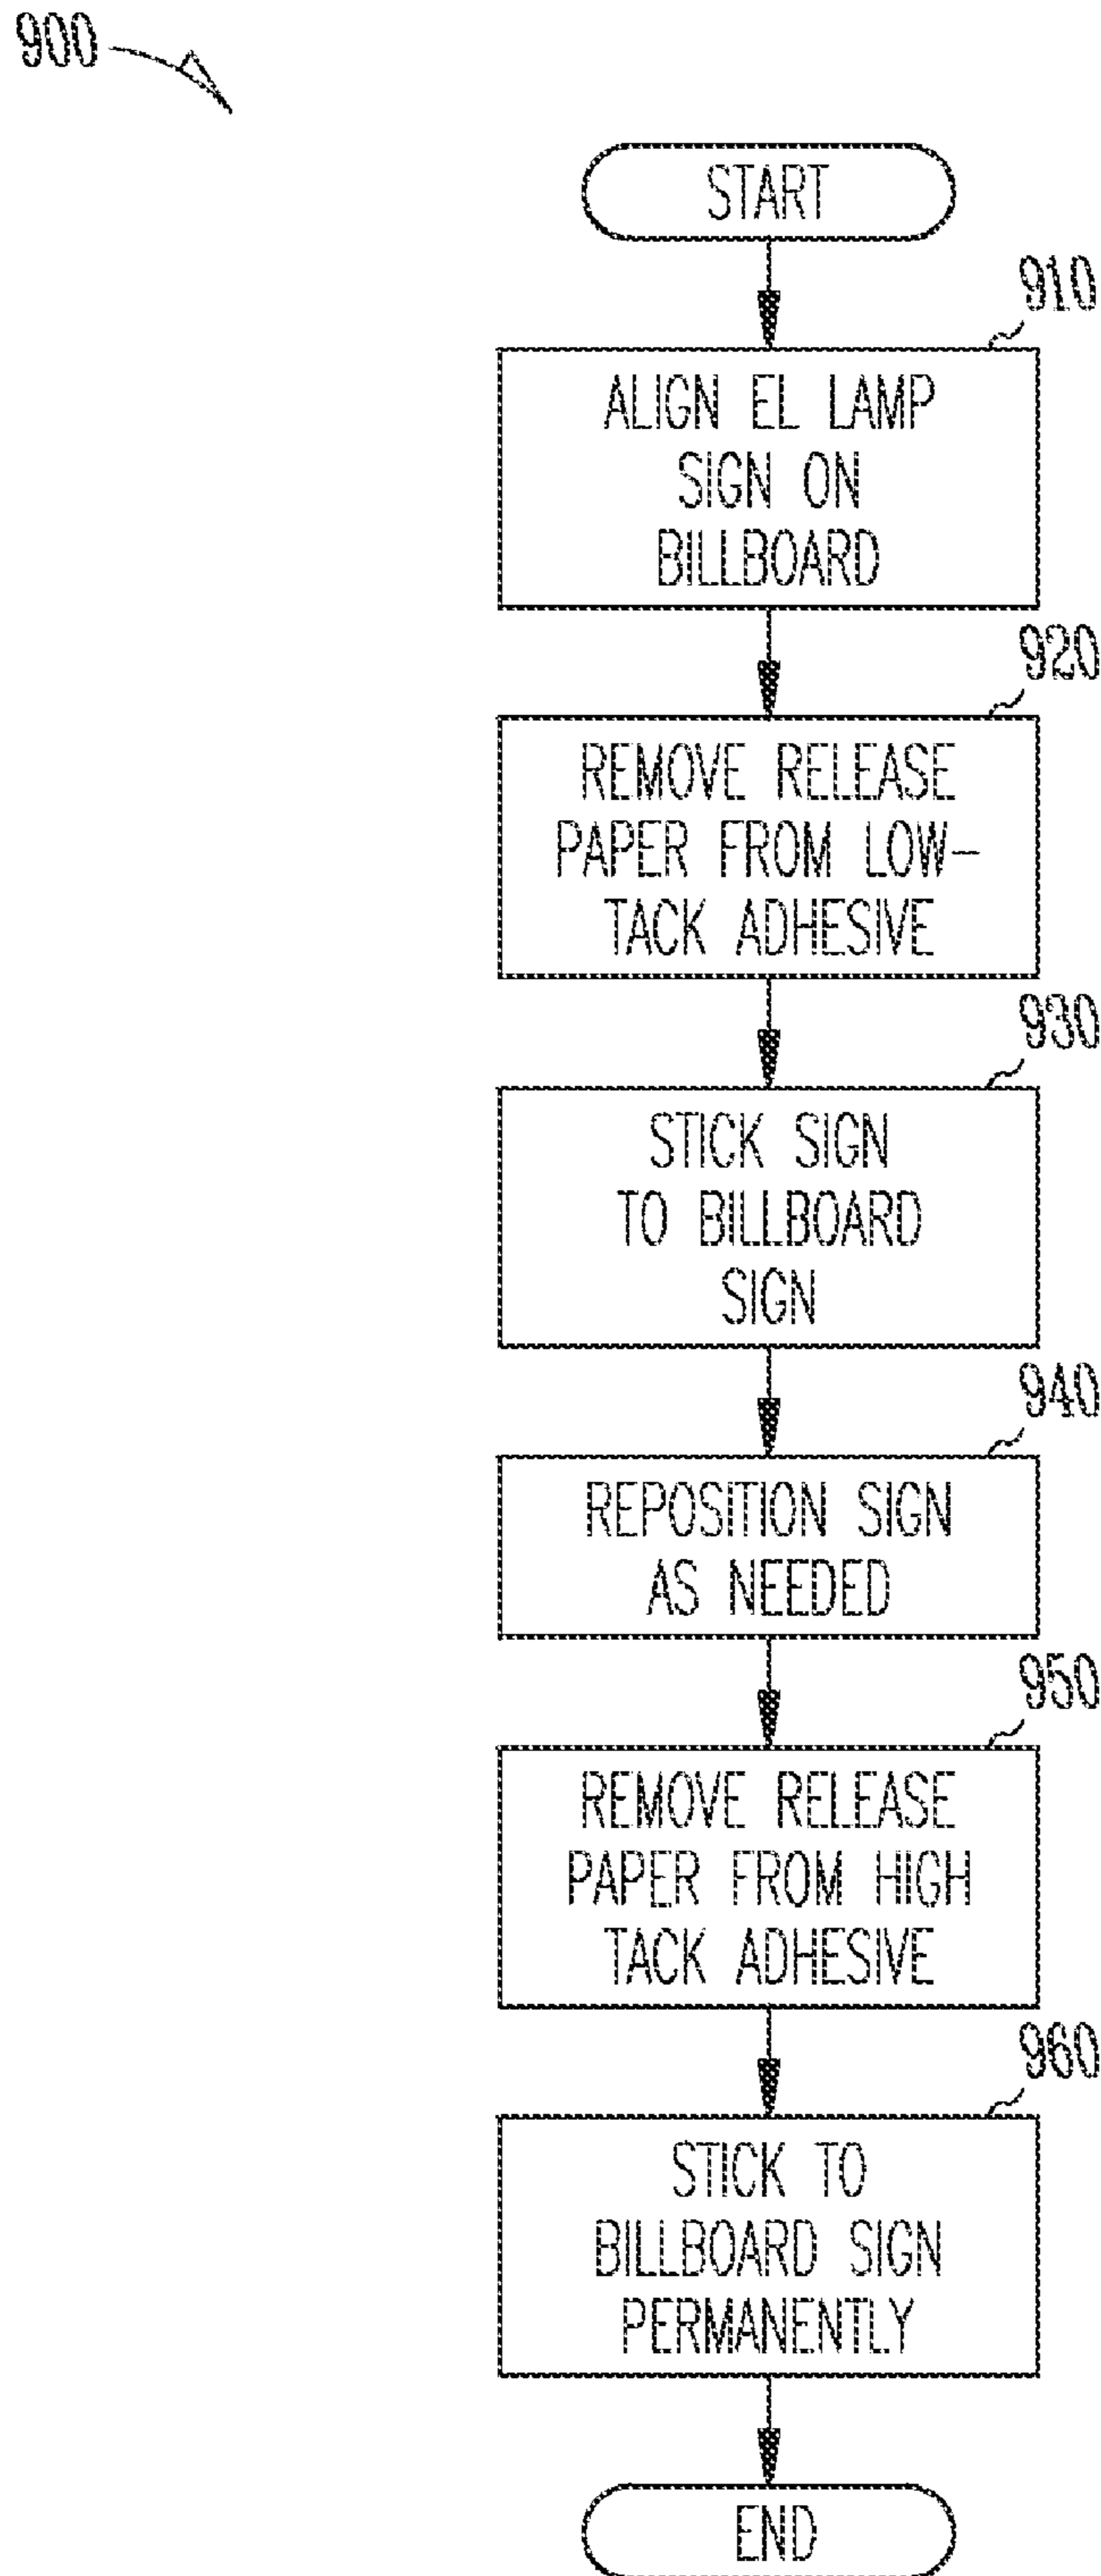 900
START
910
ALIGN EL LAMP
SIGN ON
BILLBOARD
920
REMOVE RELEASE
PAPER FROM LOW-
TACK ADHESIVE
930
STICK SIGN
TO BILLBOARD
SIGN
940
REPOSITION SIGN
AS NEEDED
950
REMOVE RELEASE
PAPER FROM HIGH
TACK ADHESIVE
960
STICK TO
BILLBOARD SIGN
PERMANENTLY
END